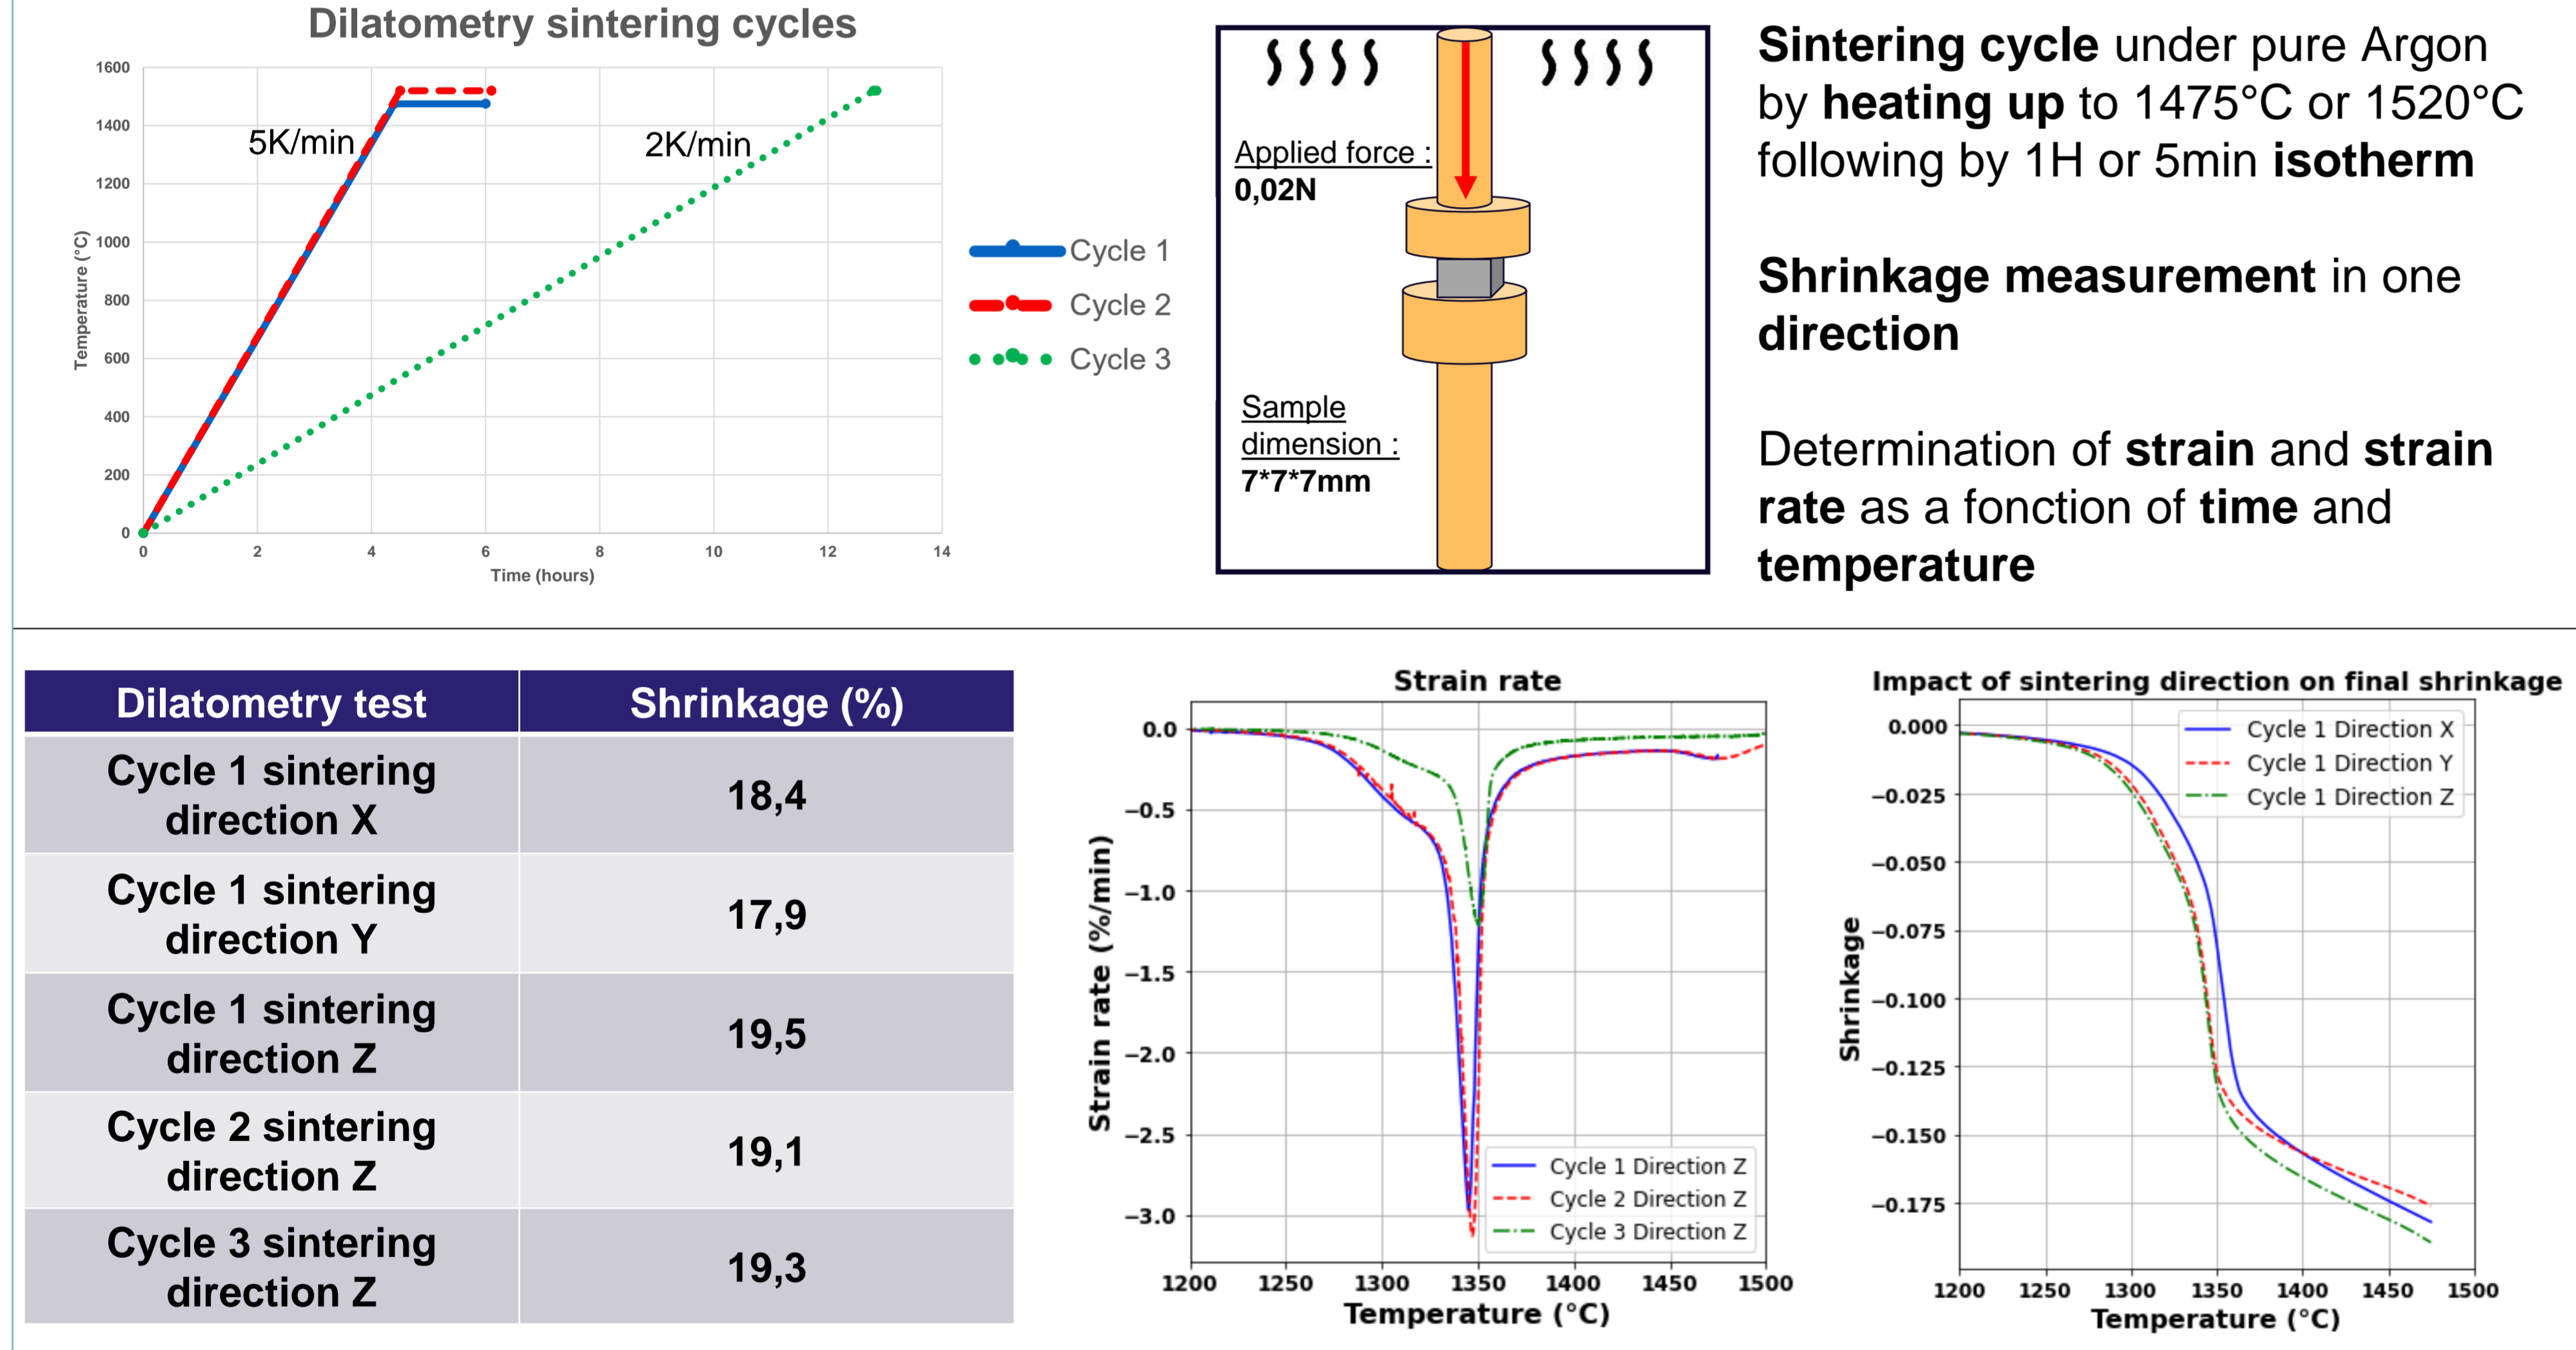 Dilatometry sintering cycles
1600
1400
1200
1000
800
600
400
200
0
Temperature (°C)
0 2 4 6 8 10 12 14
Time (hours)
5K/min
2K/min
Cycle 1
Cycle 2
Cycle 3
Applied force :
0,02N
Sample
dimension :
7*7*7mm
Sintering cycle under pure Argon
by heating up to 1475°C or 1520°C
following by 1H or 5min isotherm
Shrinkage measurement in one
direction
Determination of strain and strain
rate as a fonction of time and
temperature
Dilatometry test Shrinkage (%)
Cycle 1 sintering
direction X
18,4
Cycle 1 sintering
direction Y
17,9
Cycle 1 sintering
direction Z
19,5
Cycle 2 sintering
direction Z
19,1
Cycle 3 sintering
direction Z
19,3
Strain rate
0.0
−0.5
−1.0
−1.5
−2.0
−2.5
−3.0
Strain rate (%/min)
Cycle 1 Direction Z
Cycle 2 Direction Z
Cycle 3 Direction Z
1200 1250 1300 1350 1400 1450 1500
Temperature (°C)
Impact of sintering direction on final shrinkage
0.000
−0.025
−0.050
−0.075
−0.100
−0.125
−0.150
−0.175
Shrinkage
Cycle 1 Direction X
Cycle 1 Direction Y
Cycle 1 Direction Z
1200 1250 1300 1350 1400 1450 1500
Temperature (°C)